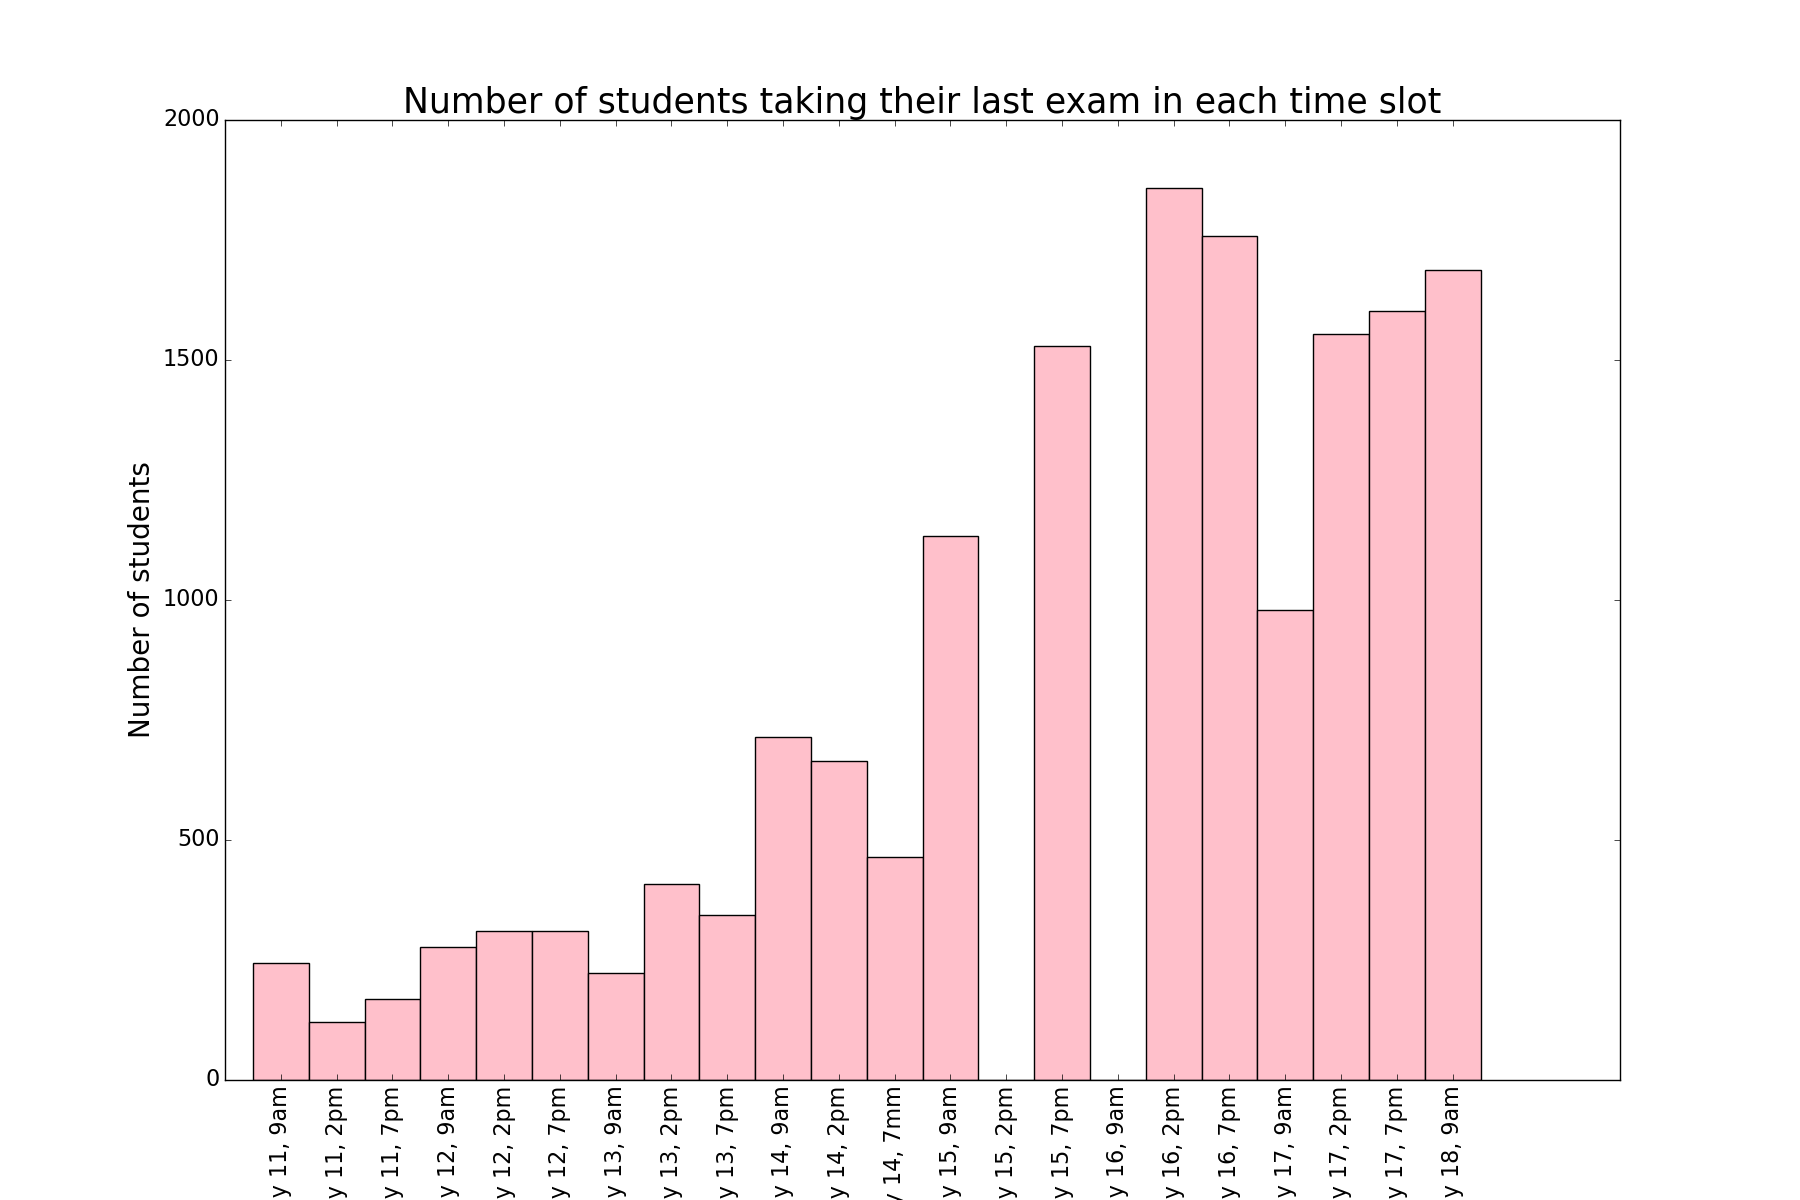 Number of students taking their last exam in each time slot
Number of students
2000
1500
1000
500
0
y 11, 9am
y 11, 2pm
y 11, 7pm
y 12, 9am
y 12, 2pm
y 12, 7pm
y 13, 9am
y 13, 2pm
y 13, 7pm
y 14, 9am
y 14, 2pm
y 14, 7mm
y 15, 9am
y 15, 2pm
y 15, 7pm
y 16, 9am
y 16, 2pm
y 16, 7pm
y 17, 9am
y 17, 2pm
y 17, 7pm
y 18, 9am